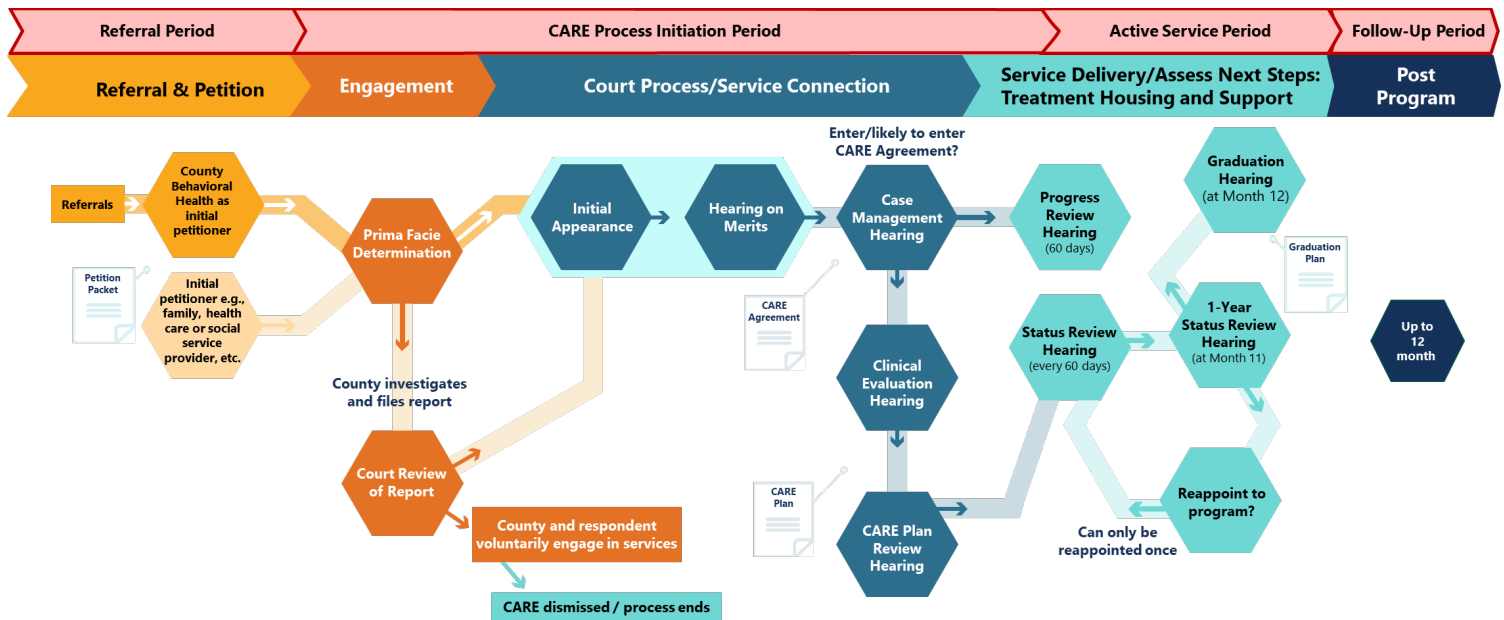 Referral Period
CARE Process Initiation Period
Active Service Period
Follow-Up Period
Referral & Petition
Engagement
Court Process/Service Connection
Service Delivery/Assess Next Steps:
Treatment Housing and Support
Post
Program
Referrals
County
Behavioral
Health as
initial
petitioner
Petition
Packet
Initial
petitioner e.g.,
family, health
care or social
service
provider, etc.
Prima Facie
Determination
County investigates
and files report
Court Review
of Report
County and respondent
voluntarily engage in services
CARE dismissed / process ends
Initial
Appearance
Hearing on
Merits
Enter/likely to enter
CARE Agreement?
Case
Management
Hearing
CARE
Agreement
Clinical
Evaluation
Hearing
CARE
Plan
CARE Plan
Review
Hearing
Progress
Review
Hearing
(60 days)
Status Review
Hearing
(every 60 days)
Graduation
Hearing
(at Month 12)
Graduation
Plan
1-Year
Status Review
Hearing
(at Month 11)
Reappoint to
program?
Can only be
reappointed once
Up to
12
month